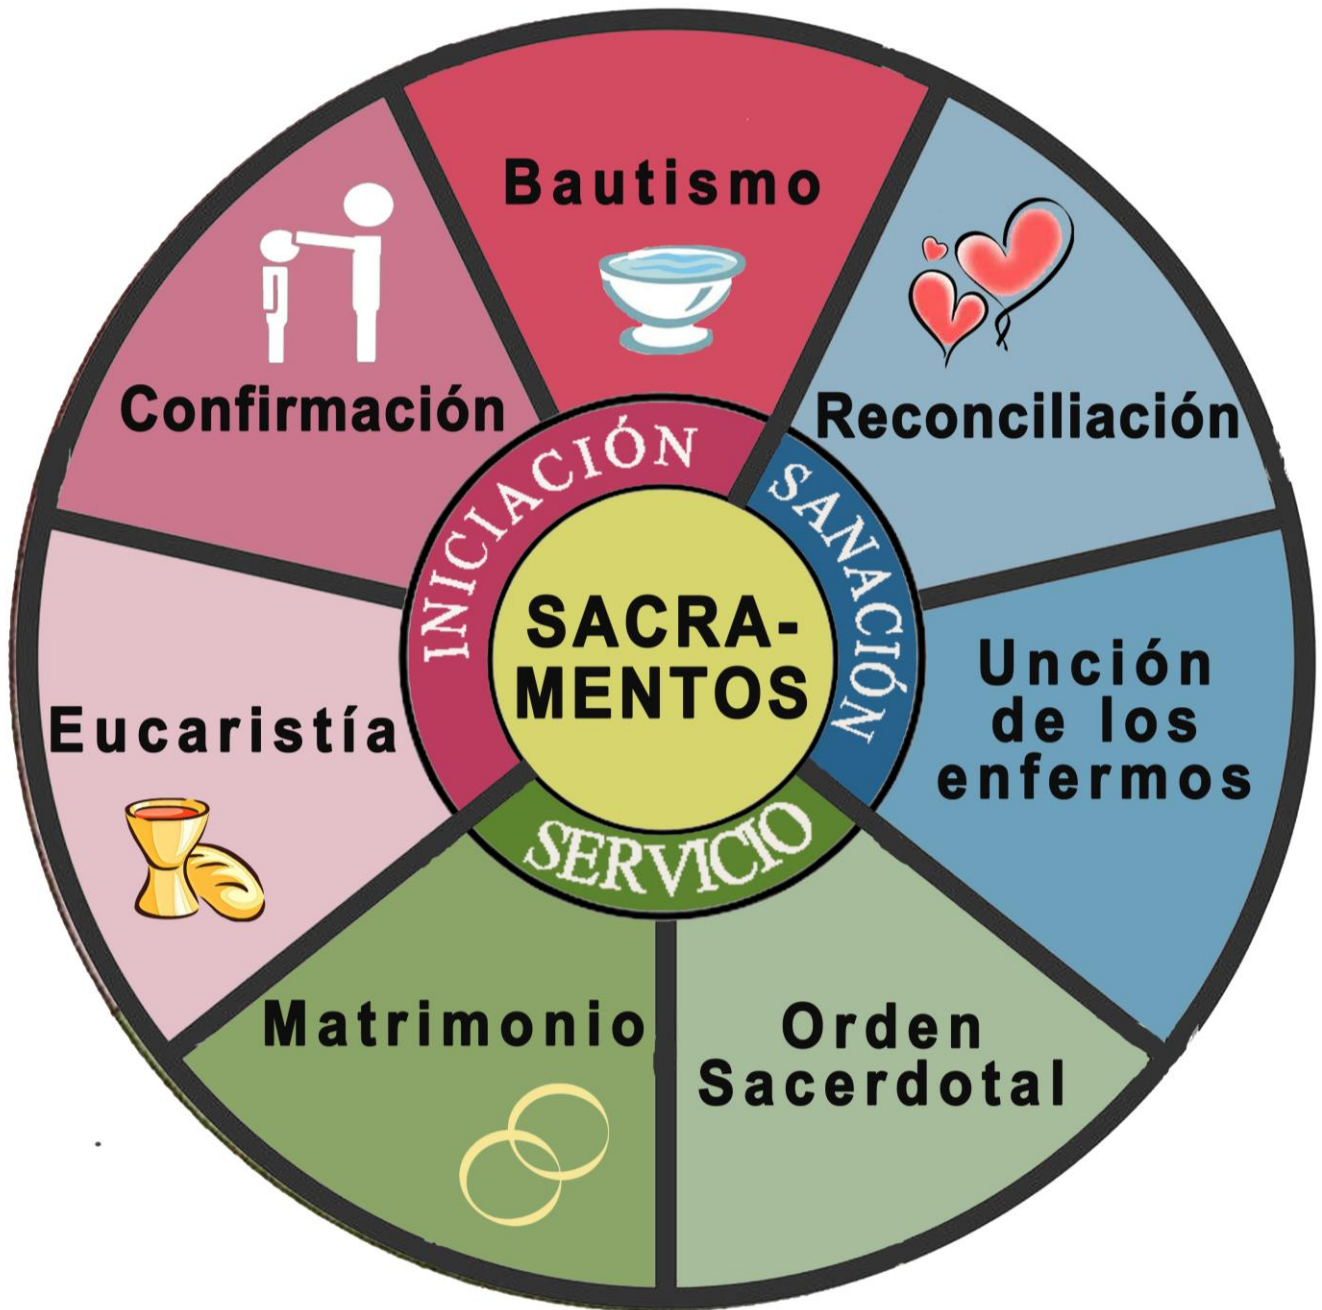 Bautismo
Confirmación
Reconciliación
INICIACIÓN
SANACIÓN
SACRA-
MENTOS
Unción
de los
enfermos
Eucaristía
SERVICIO
Matrimonio
Orden
Sacerdotal